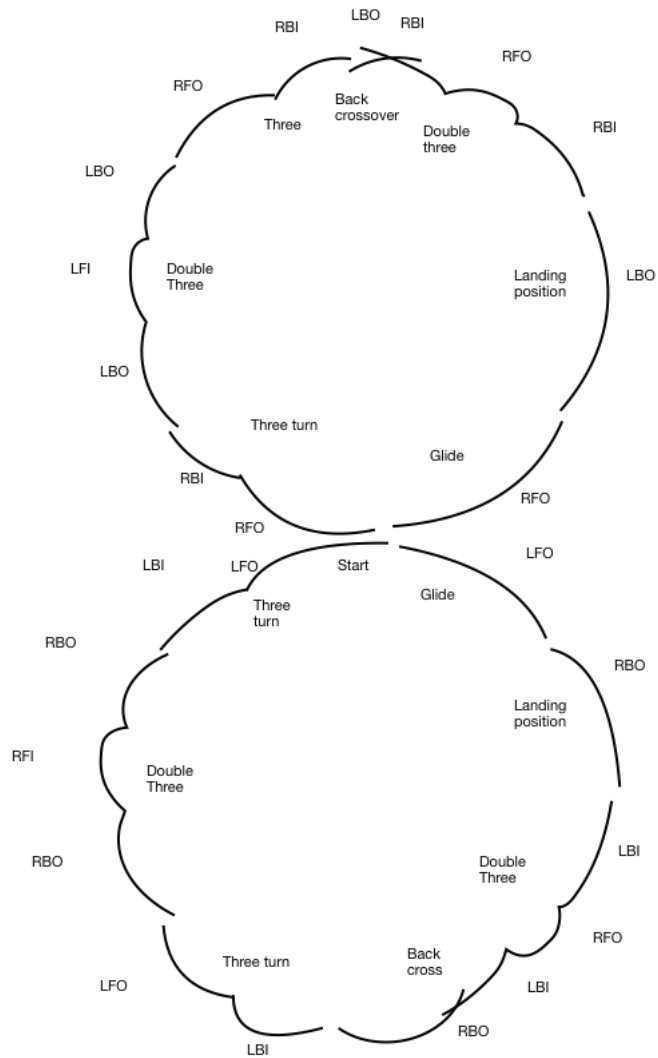 LBO
RBI
RBI
RFO
RFO
Back
crossover
Three
Double
three
RBI
LBO
LFI
Double
Three
Landing
position
LBO
LBO
Three turn
Glide
RBI
RFO
RFO
LFO
LBI
LFO
Start
Glide
Three
turn
RBO
RBO
Landing
position
RFI
Double
Three
RBO
Double
Three
LBI
RFO
Three turn
Back
cross
LFO
LBI
RBO
LBI